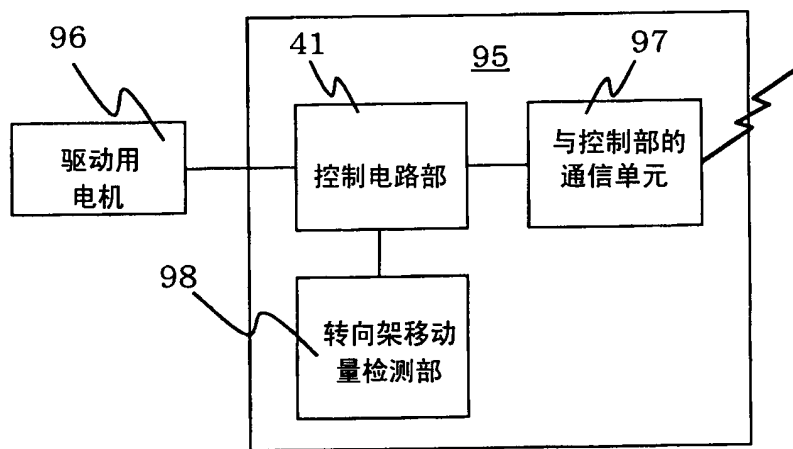 96
41
95
97
驱动用
电机
控制电路部
与控制部的
通信单元
98
转向架移动
量检测部